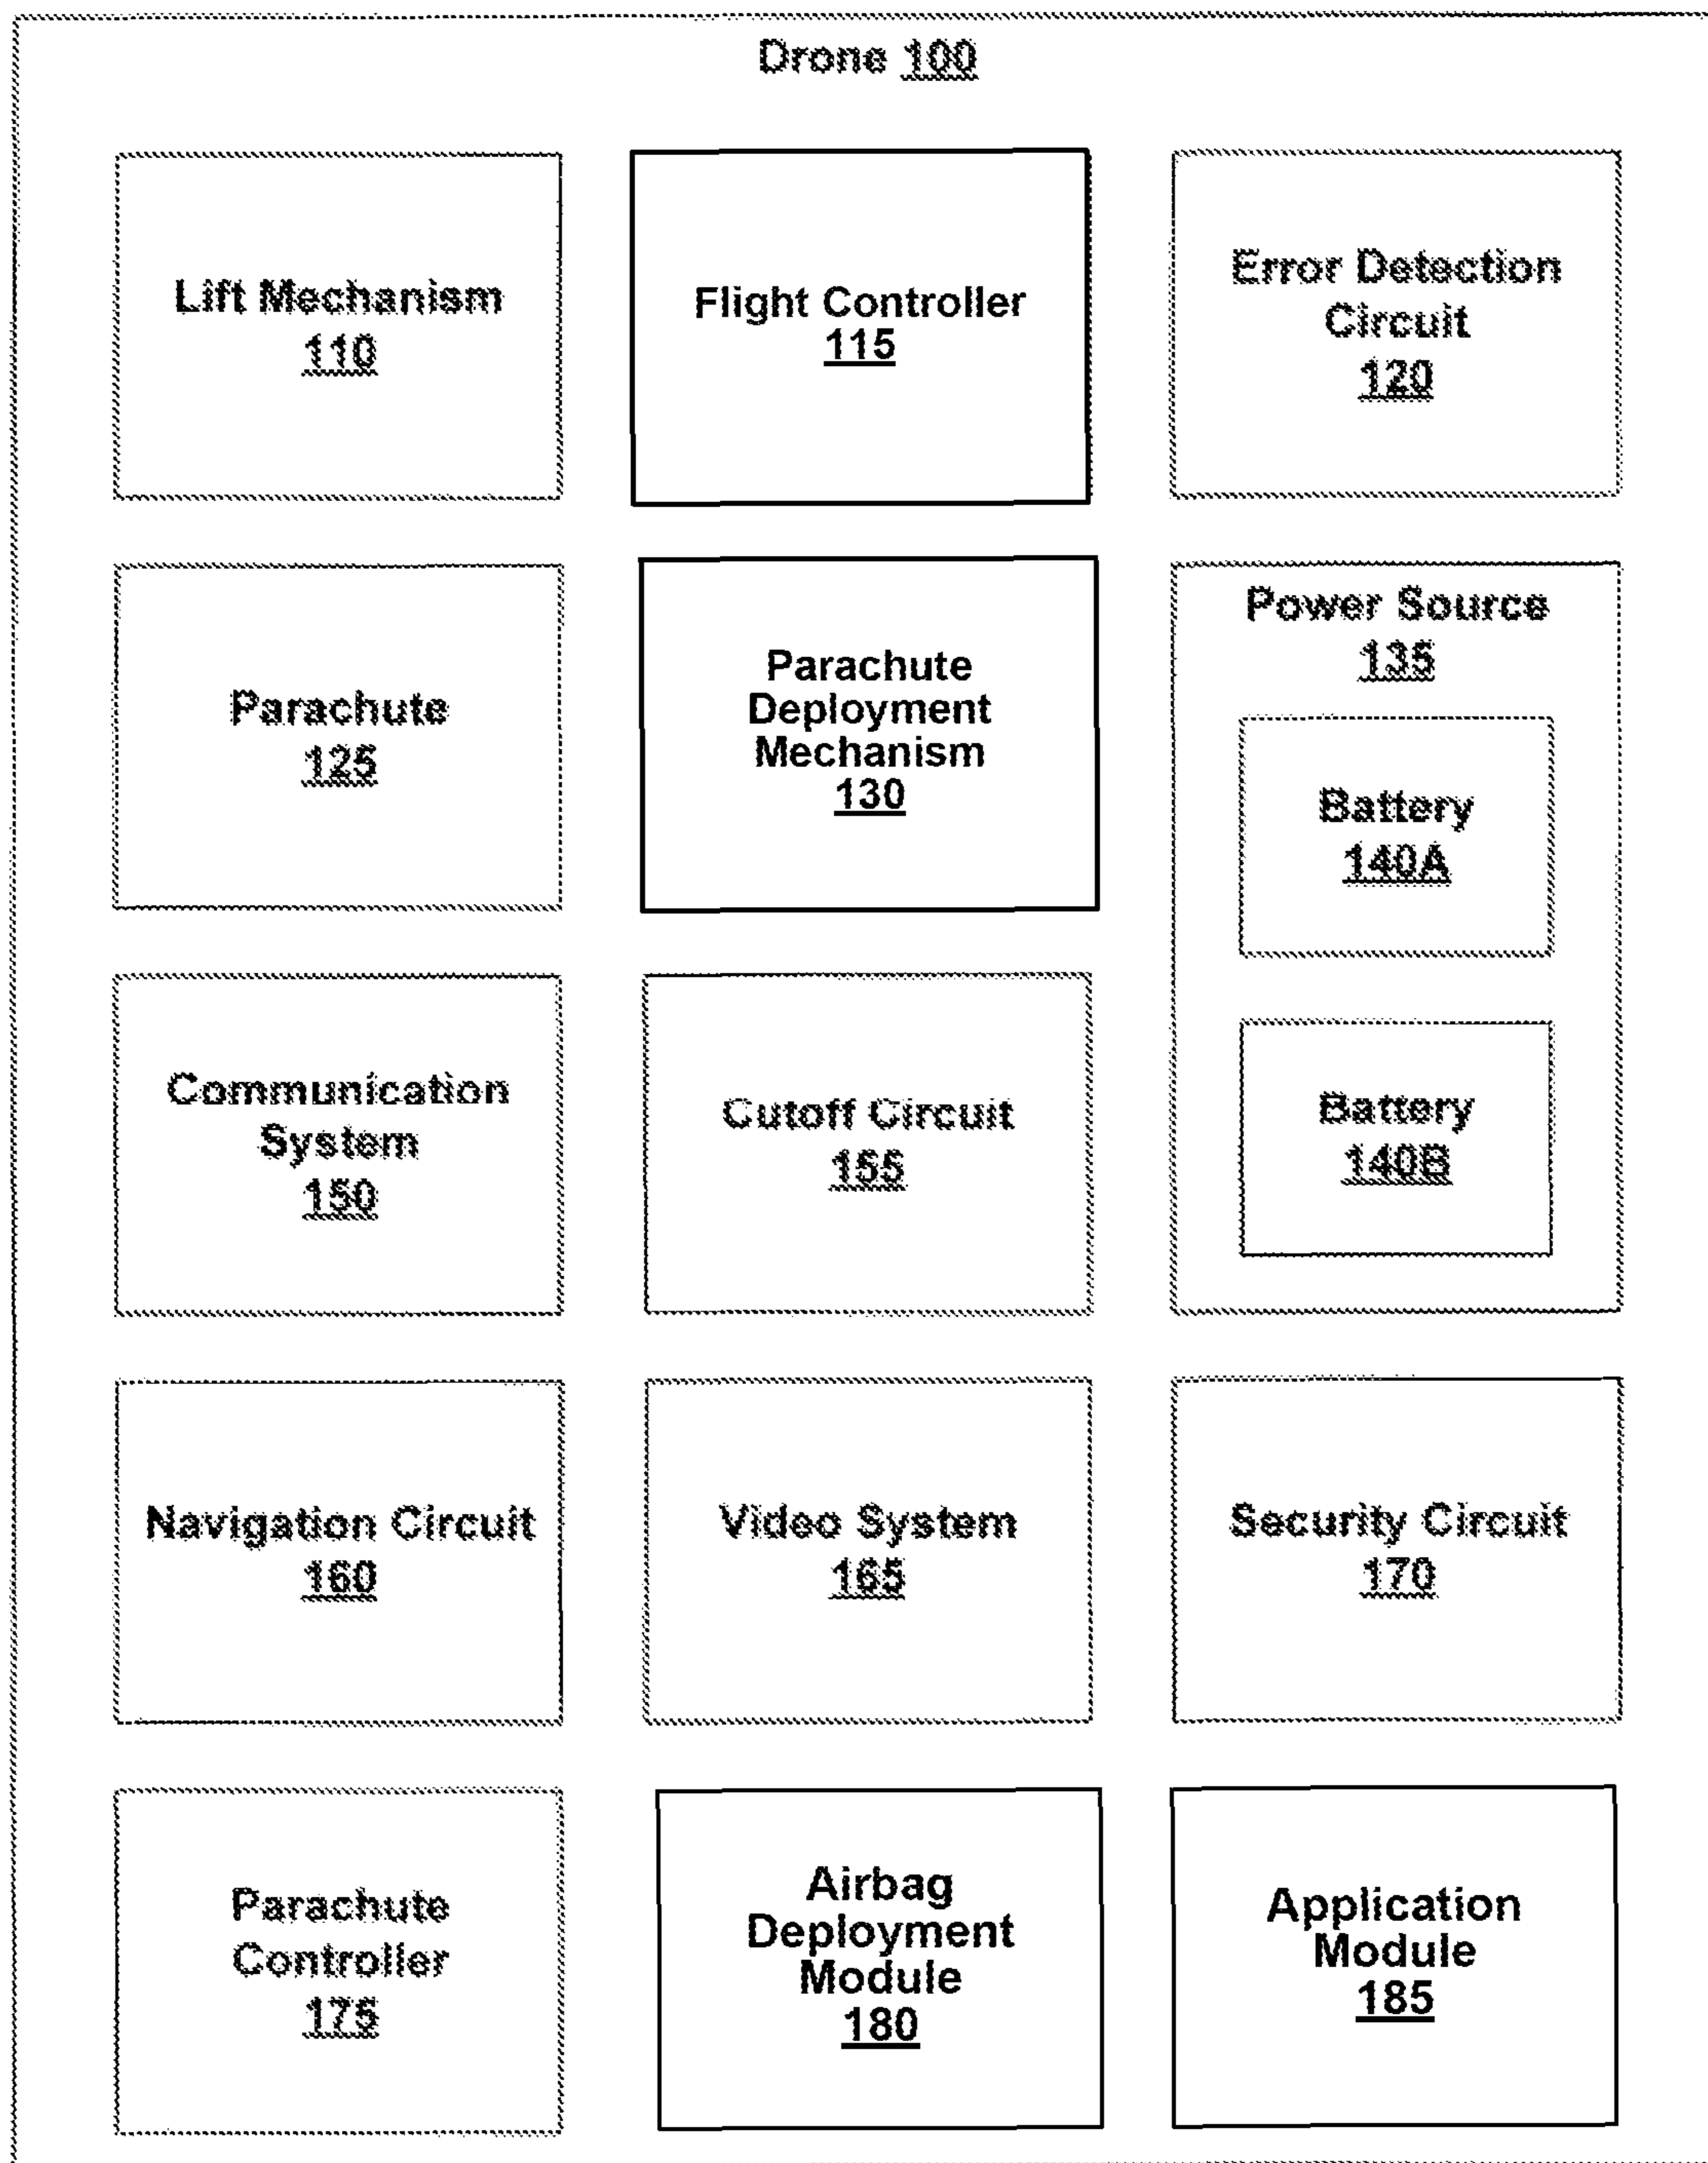 Drone 100
Lift Mechanism
110
Flight Controller
115
Error Detection
Circuit
120
Parachute
125
Parachute
Deployment
Mechanism
130
Power Source
135
Battery
140A
Battery
140B
Communication
System
150
Cutoff Circuit
155
Navigation Circuit
160
Video System
165
Security Circuit
170
Parachute
Controller
175
Airbag
Deployment
Module
180
Application
Module
185